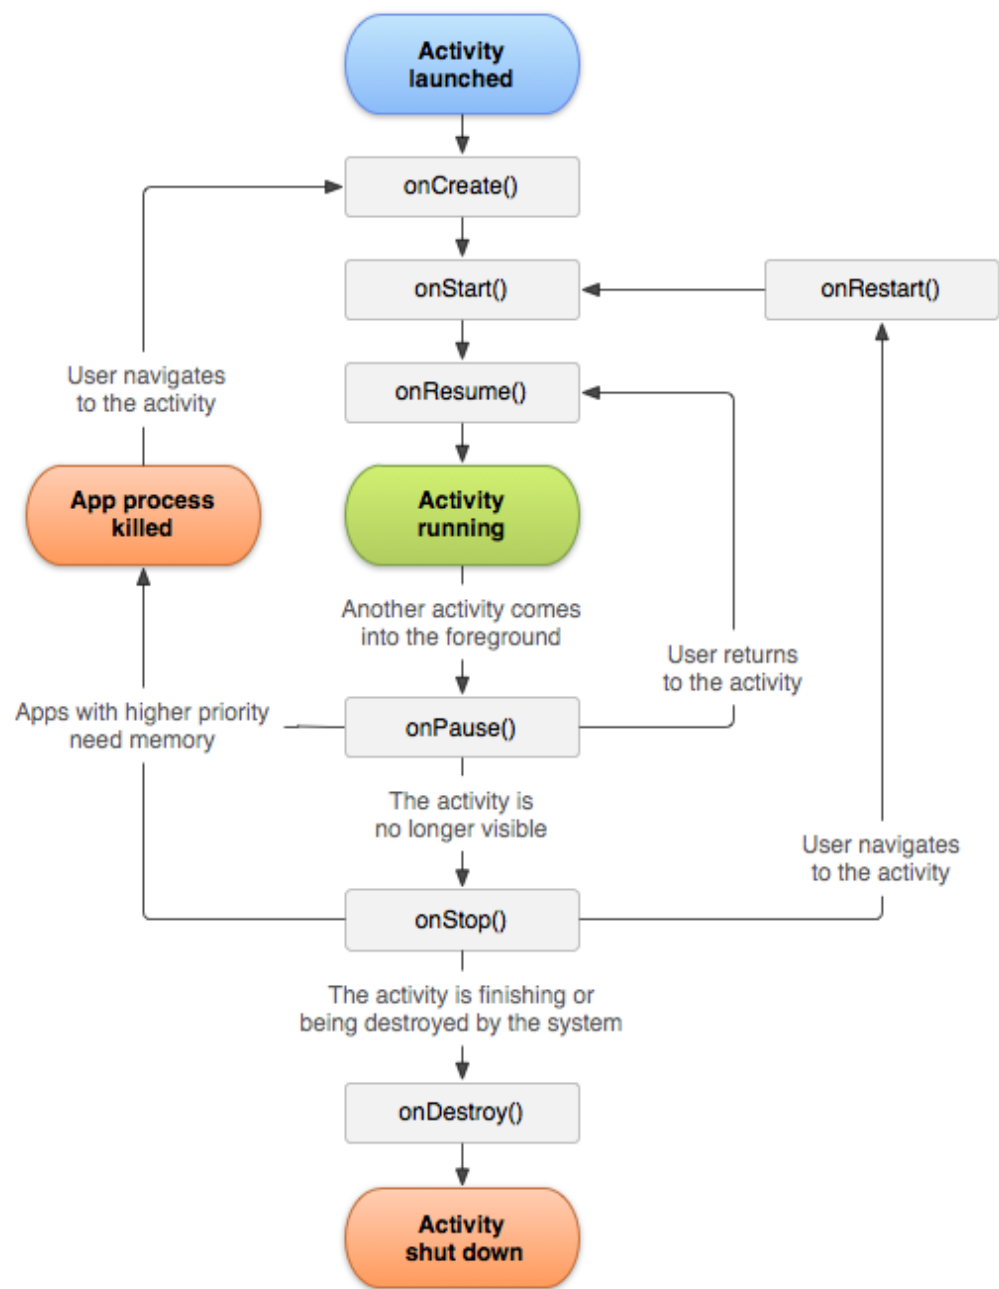 Activity
launched
onCreate()
onStart()
onRestart()
User navigates
to the activity
onResume()
App process
killed
Activity
running
Another activity comes
into the foreground
User returns
to the activity
Apps with higher priority
need memory
onPause()
The activity is
no longer visible
User navigates
to the activity
onStop()
The activity is finishing or
being destroyed by the system
onDestroy()
Activity
shut down